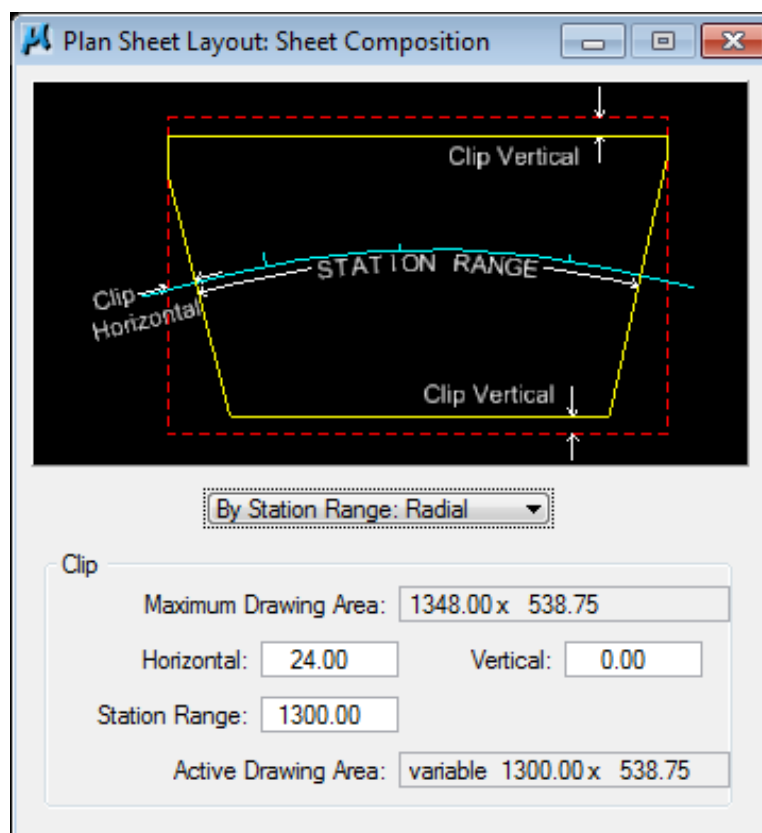 Plan Sheet Layout: Sheet Composition
Clip Vertical
STATION RANGE
Clip
Horizontal
Clip Vertical
By Station Range: Radial
Clip
Maximum Drawing Area: 1348.00 x 538.75
Horizontal: 24.00 Vertical: 0.00
Station Range: 1300.00
Active Drawing Area: variable 1300.00 x 538.75